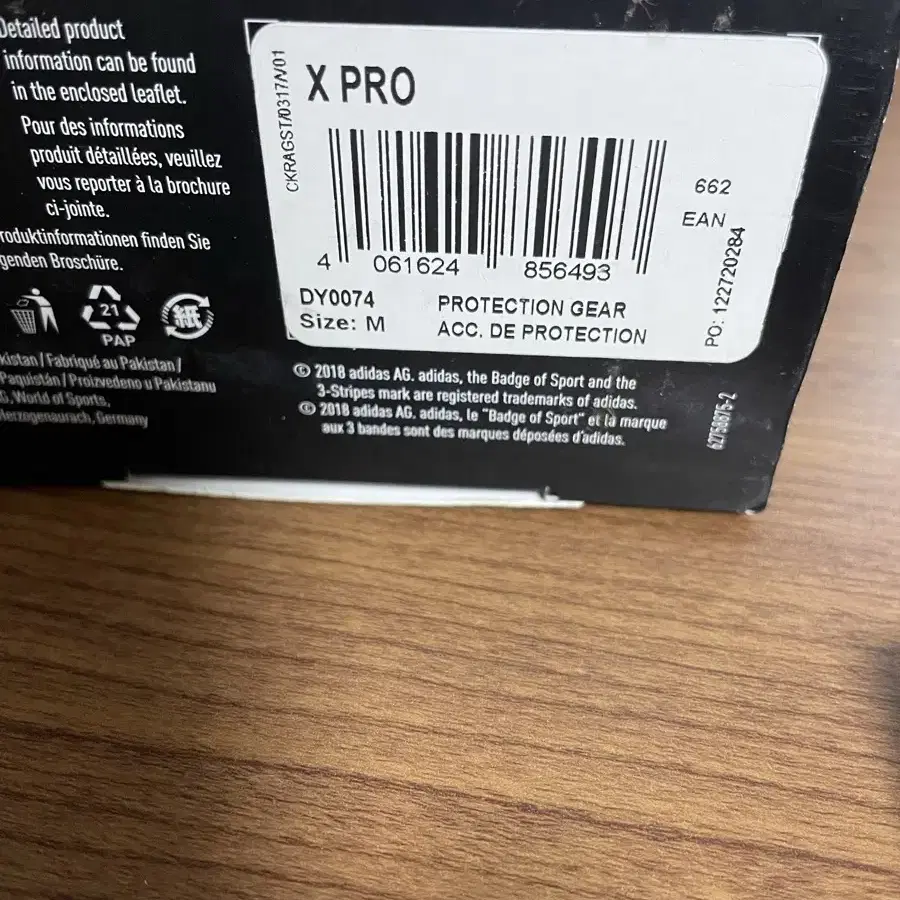 Detailed product
information can be found
in the enclosed leaflet.
Pour des informations
produit détaillées, veuillez
vous reporter à la brochure
ci-jointe.
roduktinformationen finden Sie
genden Broschüre.
21
PAP
紙
kistan / Fabriqué au Pakistan /
Paquistán / Proizvedeno u Pakistanu
G, World of Sports,
Herzogenaurach, Germany
CKRAGST/0317/V01
X PRO
662
EAN
4 061624 856493
DY0074
Size: M
PROTECTION GEAR
ACC. DE PROTECTION
PO: 122720284
© 2018 adidas AG. adidas, the Badge of Sport and the
3-Stripes mark are registered trademarks of adidas.
© 2018 adidas AG. adidas, le "Badge of Sport" et la marque
aux 3 bandes sont des marques déposées d'adidas.